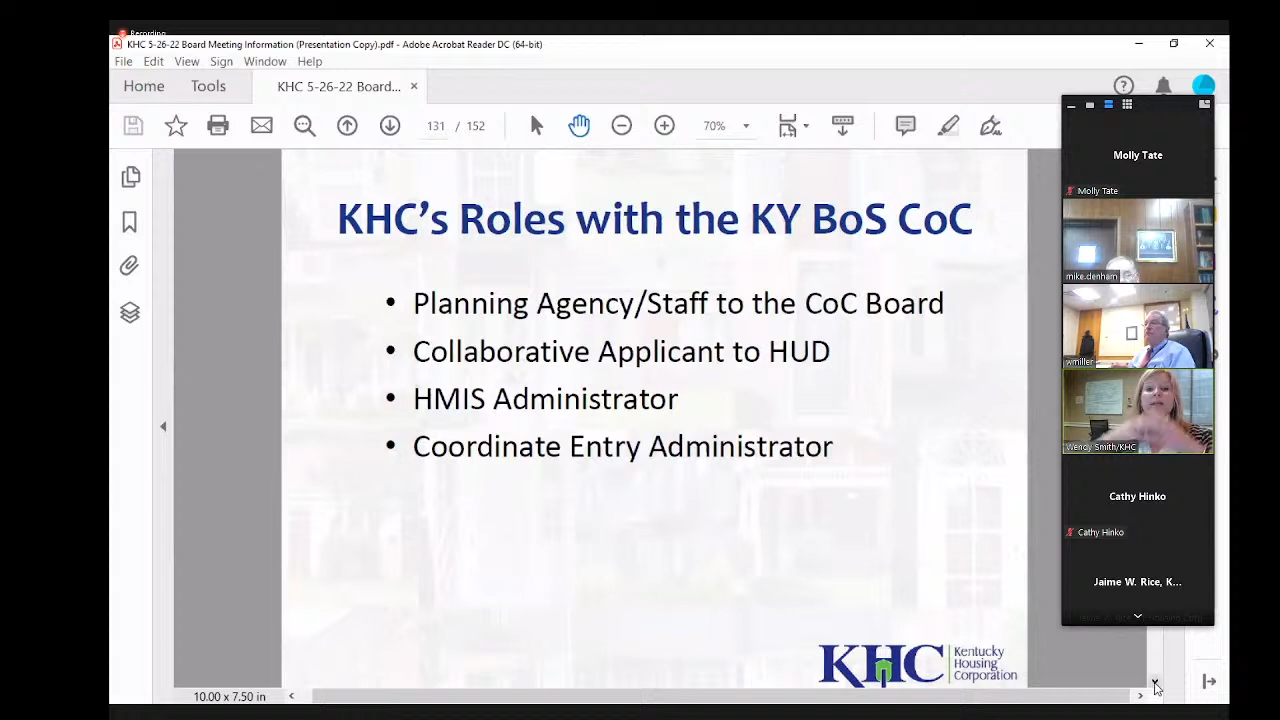 Recording
KHC 5-26-22 Board Meeting Information (Presentation Copy).pdf - Adobe Acrobat Reader DC (64-bit)
File Edit View Sign Window Help
Home Tools KHC 5-26-22 Board... ×
131 / 152 70%
KHC's Roles with the KY BoS CoC
• Planning Agency/Staff to the CoC Board
• Collaborative Applicant to HUD
• HMIS Administrator
• Coordinate Entry Administrator
KHC
Kentucky
Housing
Corporation
10.00 x 7.50 in
Molly Tate
Molly Tate
mike.denham
wmiller
Wendy Smith/KHC
Cathy Hinko
Cathy Hinko
Jaime W. Rice, K...